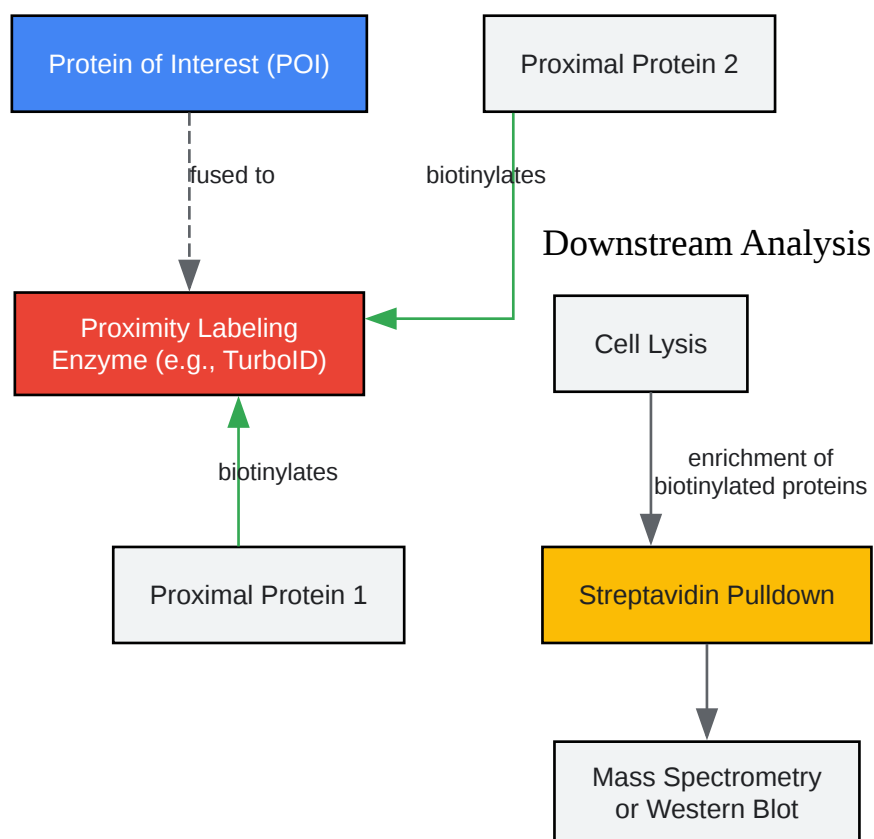 Protein of Interest (POI)
Proximal Protein 2
fused to
biotinylates
Downstream Analysis
Proximity Labeling
Enzyme (e.g., TurboID)
Cell Lysis
biotinylates
enrichment of
biotinylated proteins
Proximal Protein 1
Streptavidin Pulldown
Mass Spectrometry
or Western Blot